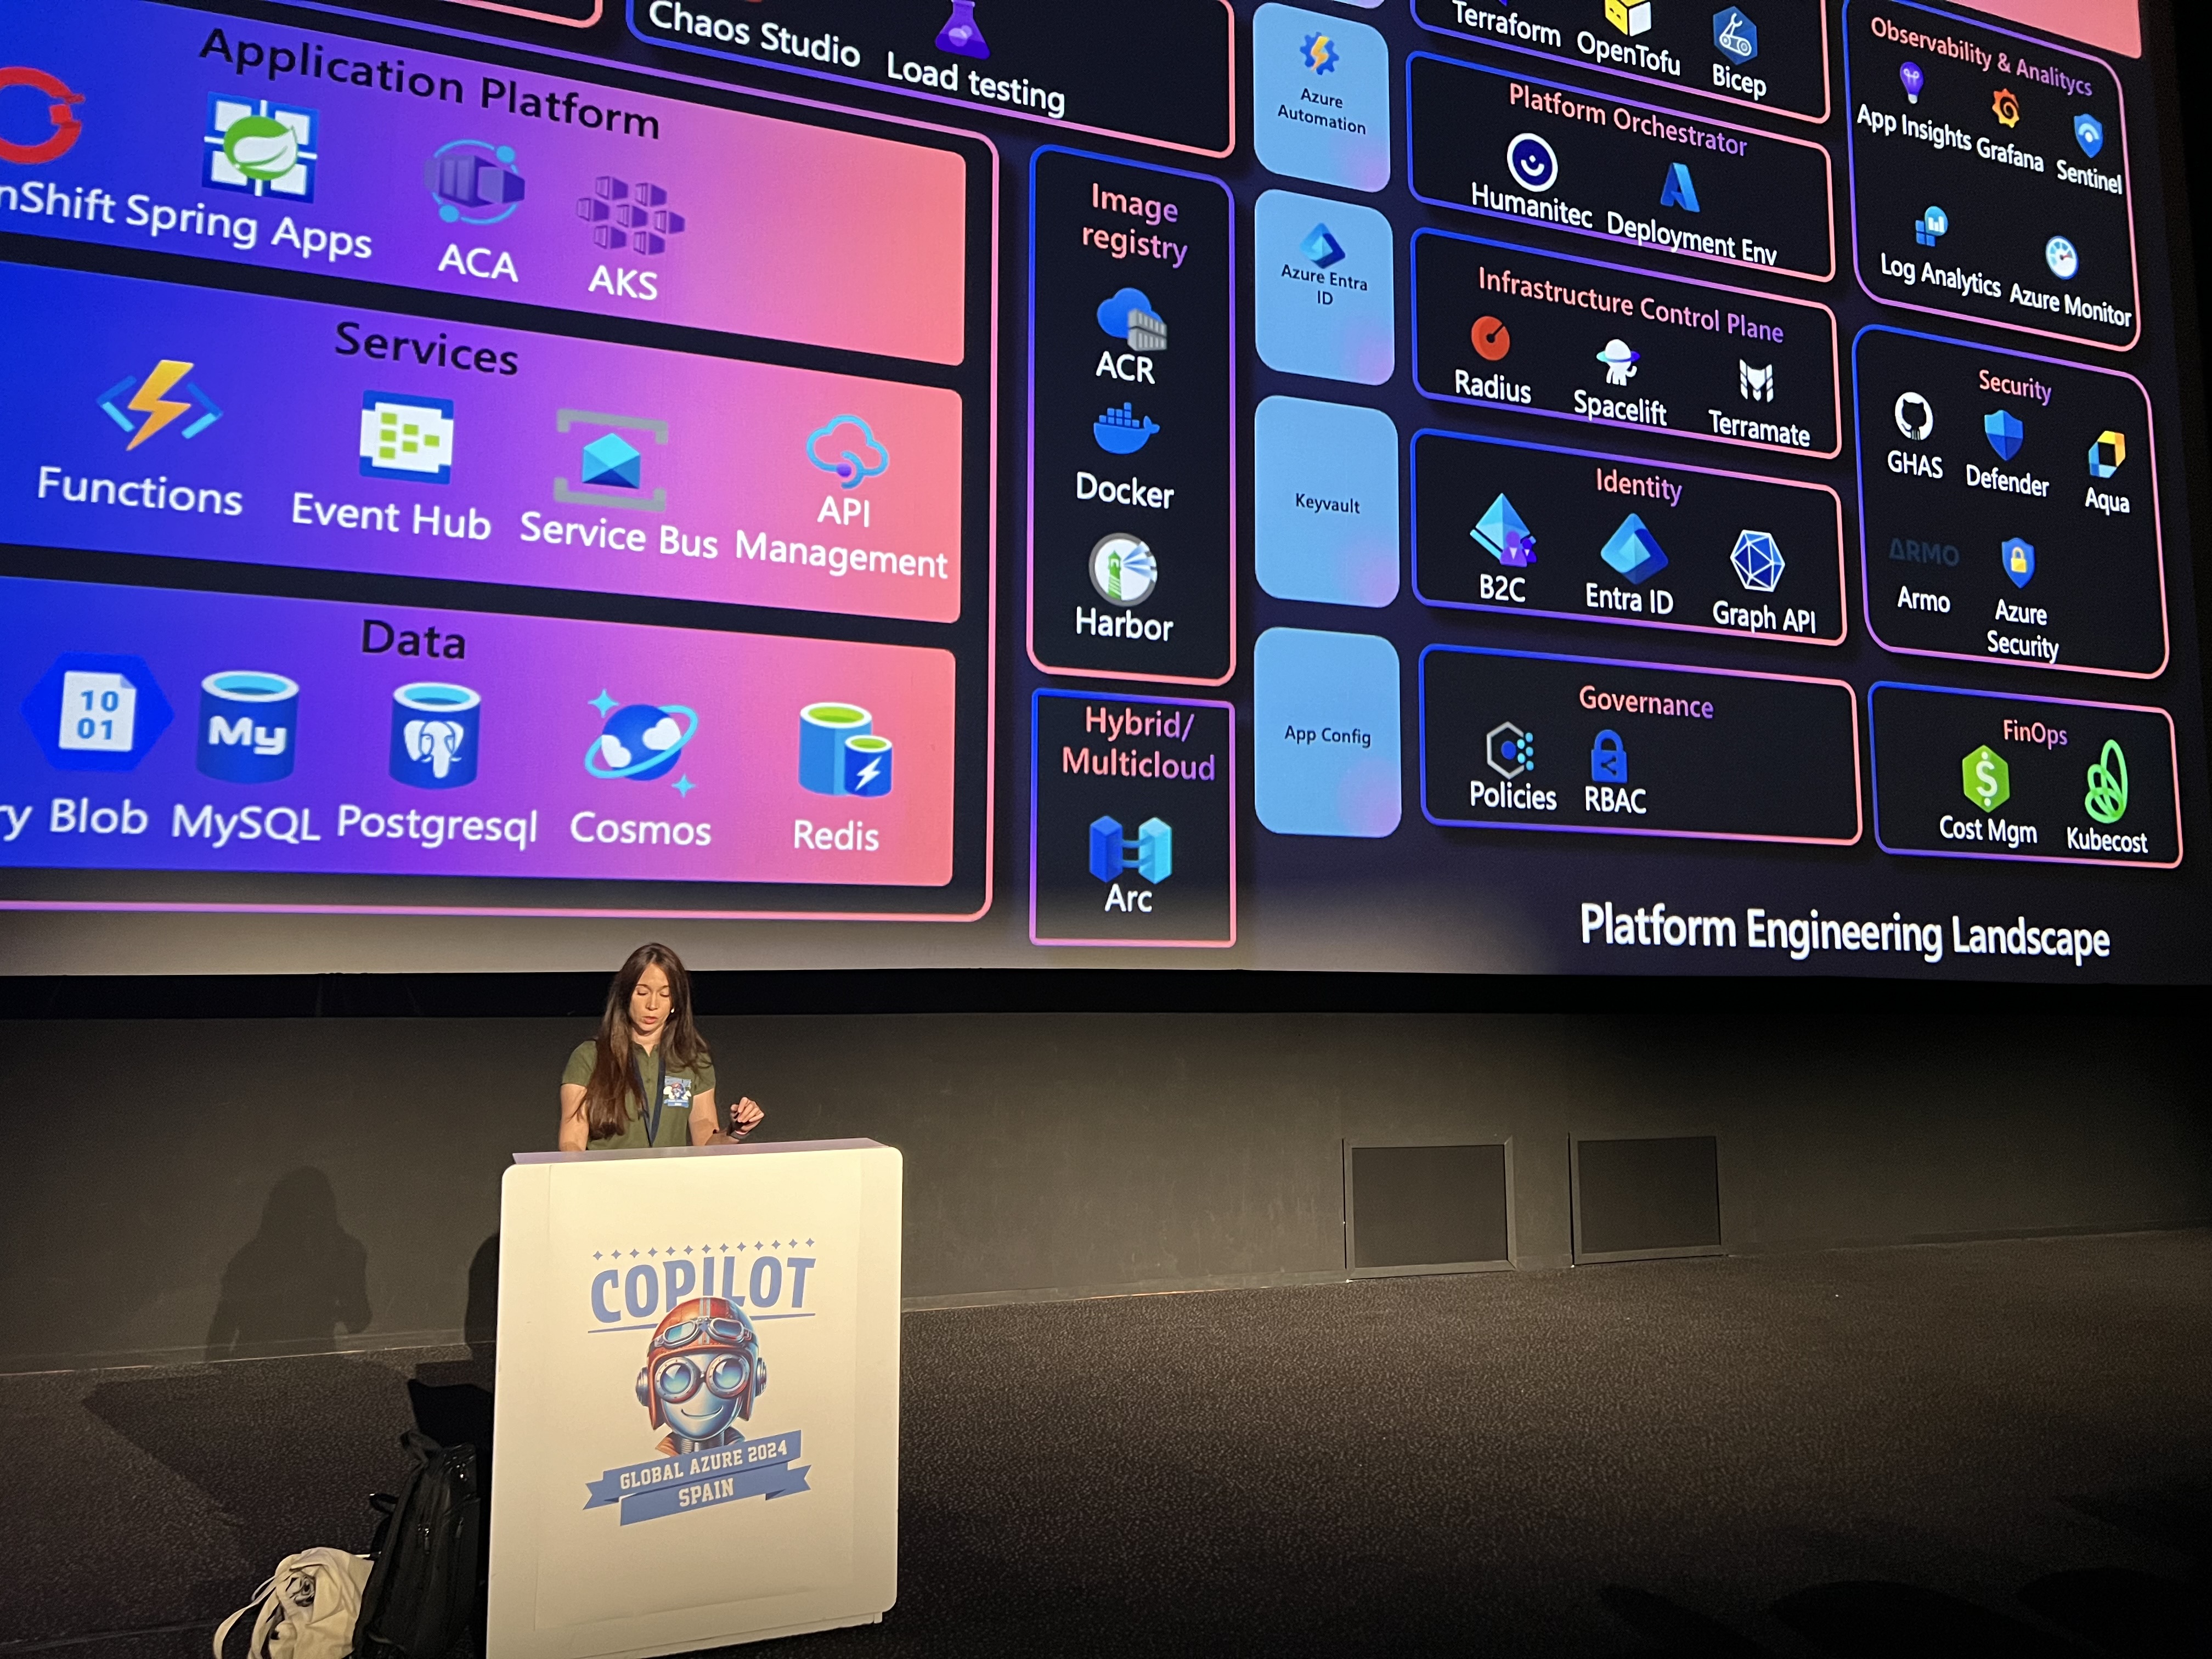 Application Platform
nShift
Spring Apps
ACA
AKS
Services
Functions
Event Hub
Service Bus
API
Management
Data
10
01
My
ry Blob
MySQL
Postgresql
Cosmos
Redis
Chaos Studio
Load testing
Image
registry
ACR
Docker
Harbor
Hybrid/
Multicloud
Arc
Azure
Automation
Azure Entra
ID
Keyvault
App Config
Terraform
OpenTofu
Bicep
Platform Orchestrator
Humanitec
Deployment Env
Infrastructure Control Plane
Radius
Spacelift
Terramate
Identity
B2C
Entra ID
Graph API
Governance
Policies
RBAC
Observability & Analitycs
App Insights
Grafana
Sentinel
Log Analytics
Azure Monitor
Security
GHAS
Defender
Aqua
ARMO
Armo
Azure
Security
FinOps
$
Cost Mgm
Kubecost
Platform Engineering Landscape
COPILOT
GLOBAL AZURE 2024
SPAIN